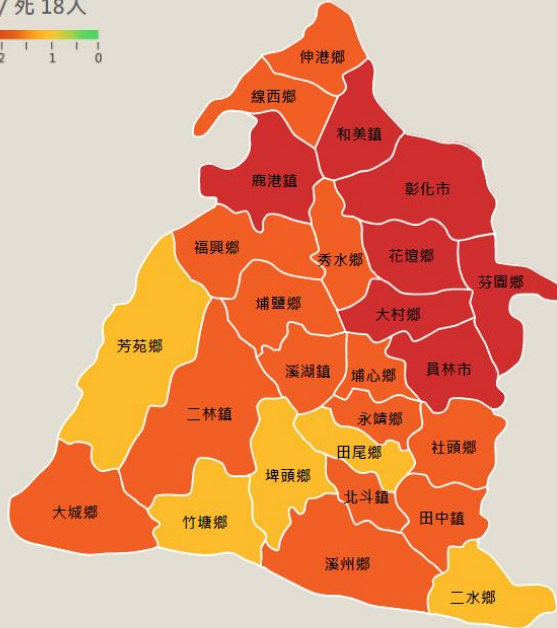 / 死 18人
2 1 0
伸港鄉
線西鄉
和美鎮
鹿港鎮
彰化市
福興鄉
秀水鄉
花壇鄉
芬園鄉
埔鹽鄉
大村鄉
芳苑鄉
溪湖鎮
埔心鄉
員林市
二林鎮
永靖鄉
田尾鄉
社頭鄉
埤頭鄉
北斗鎮
大城鄉
竹塘鄉
田中鎮
溪州鄉
二水鄉